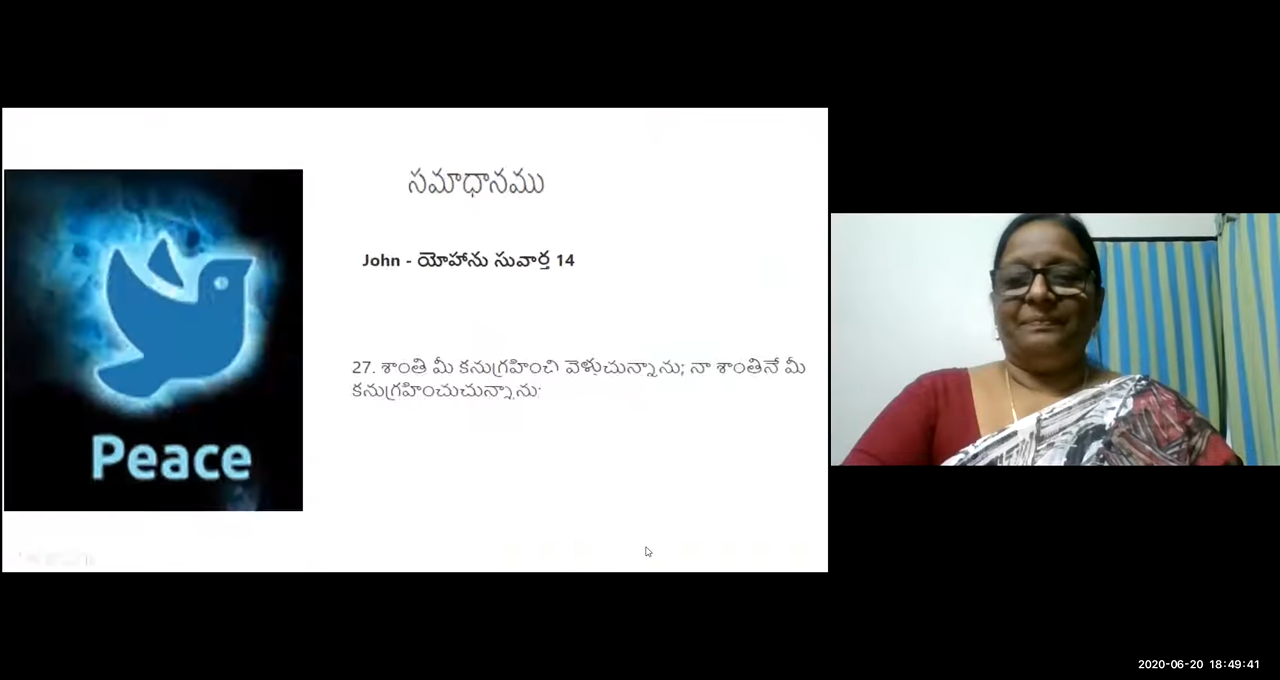 సమాధానము
John - యోహాను సువార్త 14
27. శాంతి మీ కనుగ్రహించి వెళ్లుచున్నాను; నా శాంతినే మీ
కనుగ్రహించుచున్నాను;
Peace
2020-06-20 18:49:41